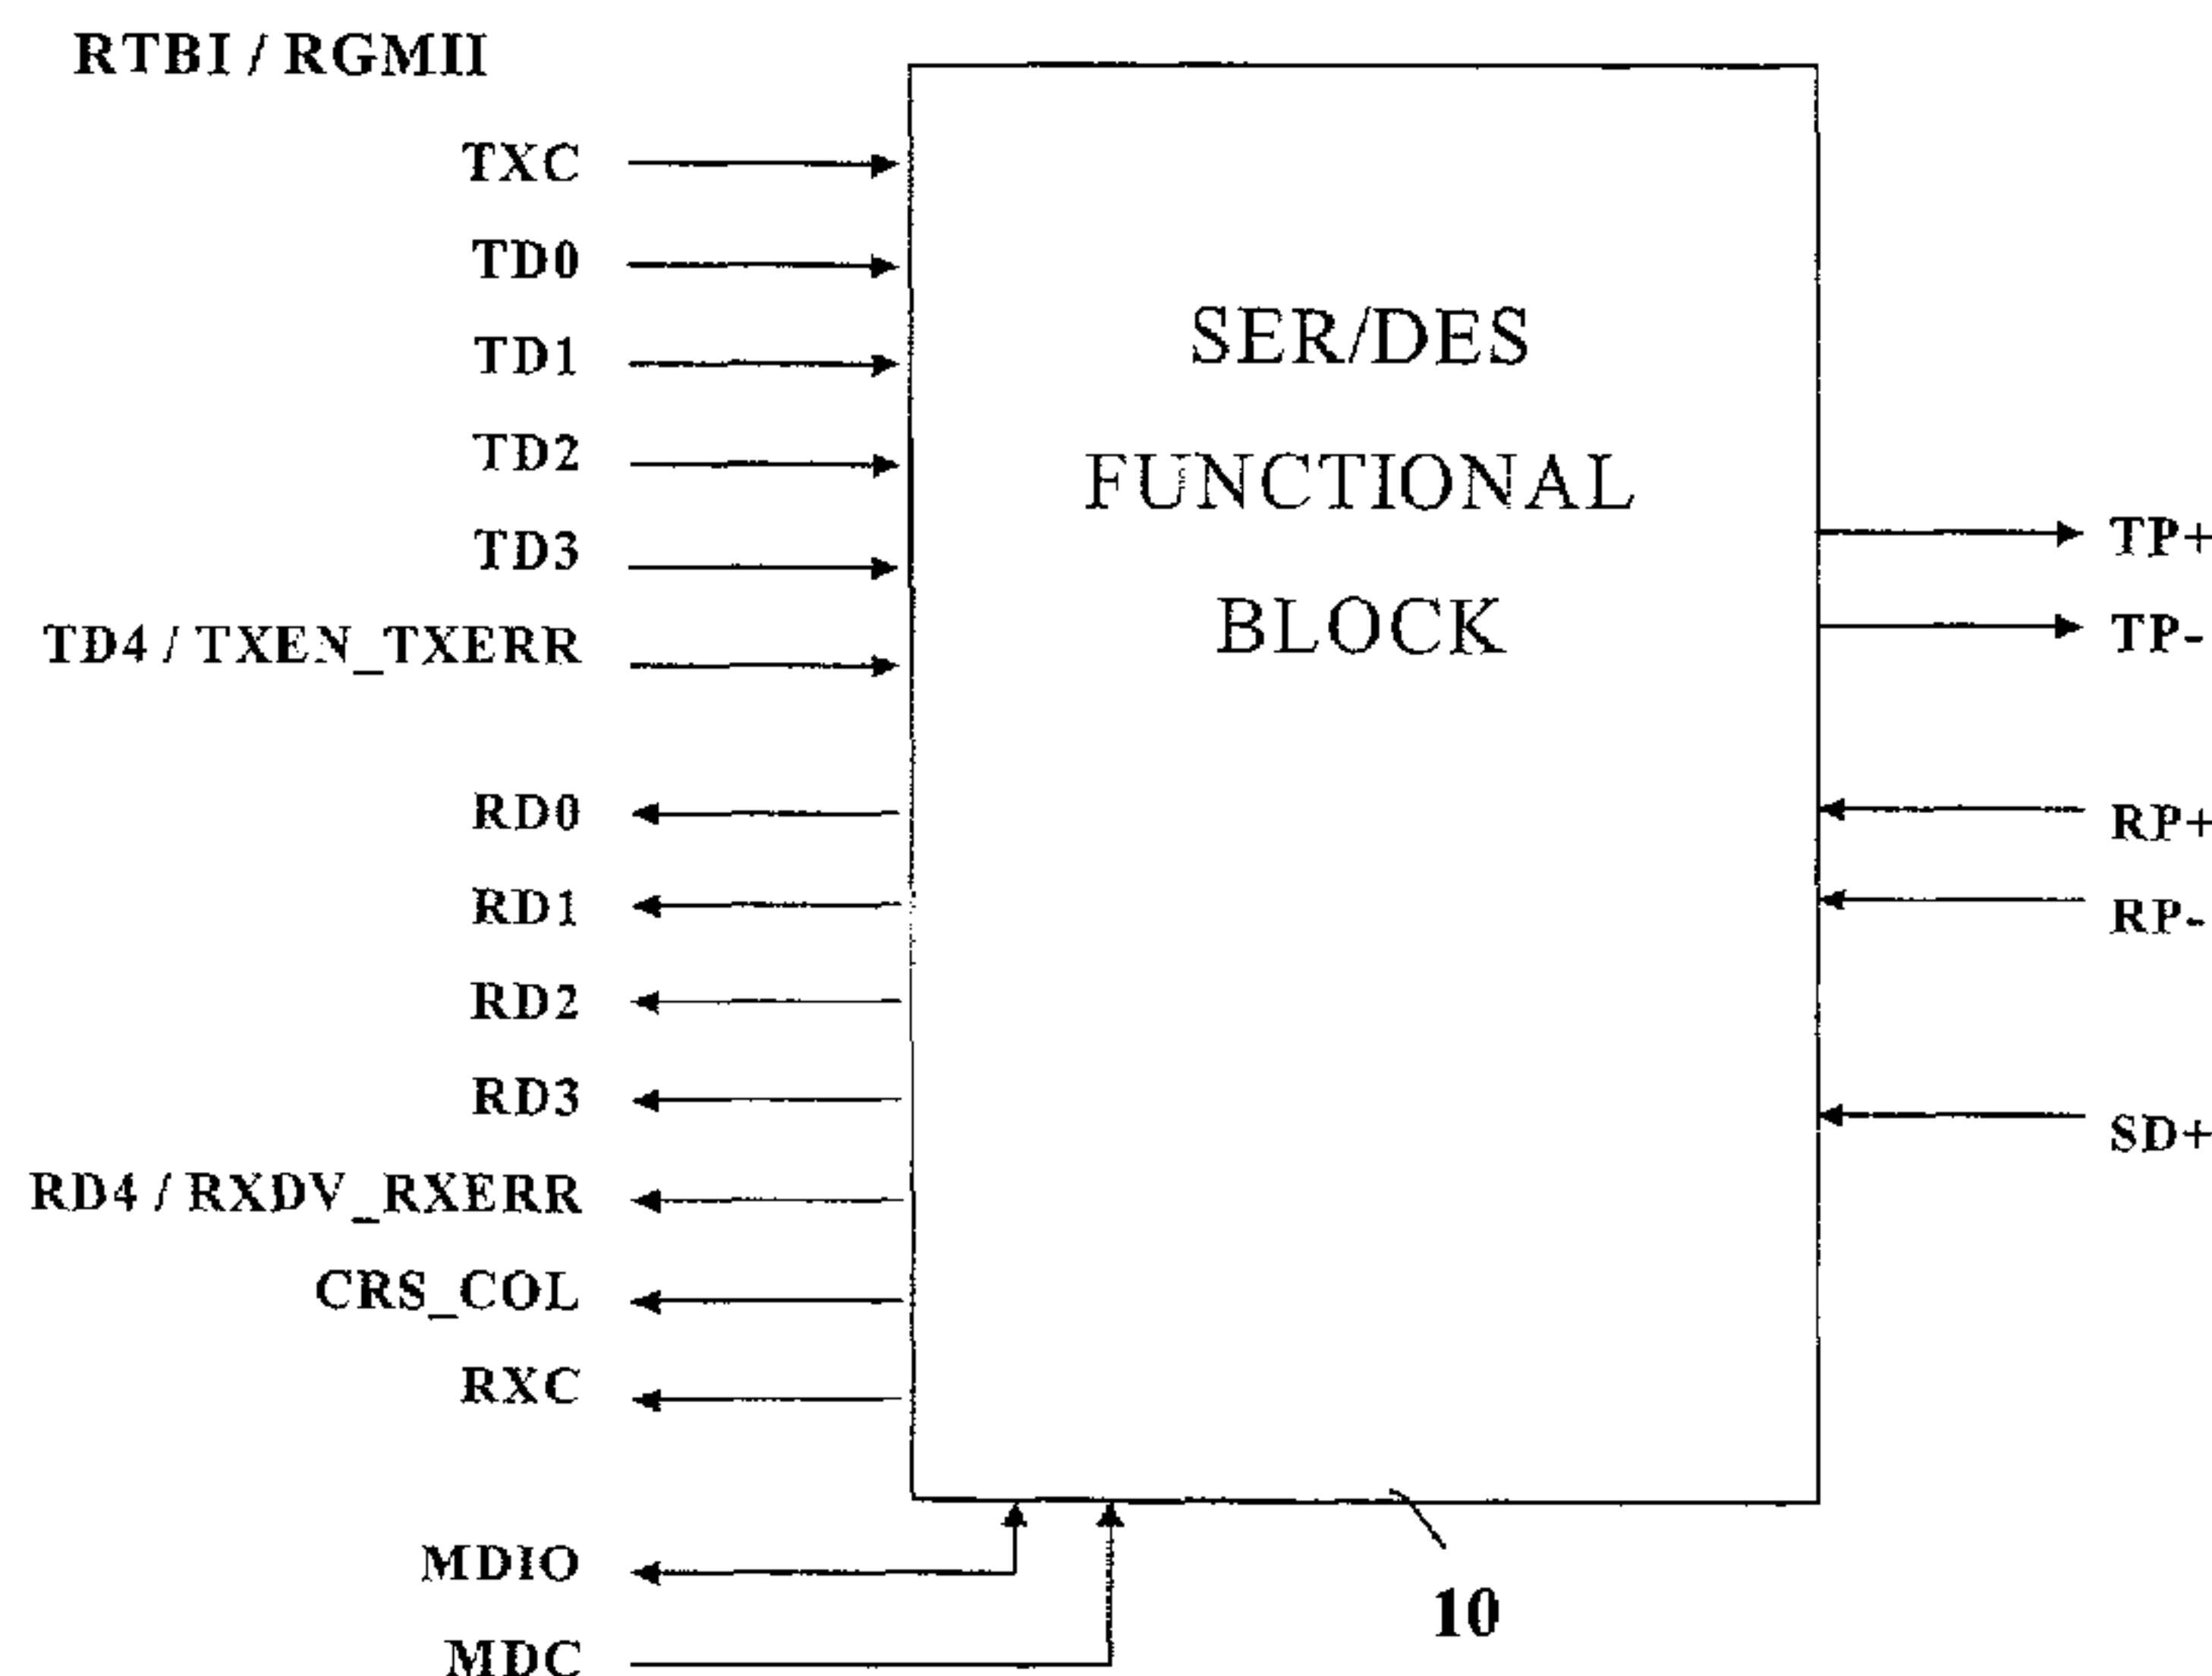 RTBI / RGMII
TXC
TD0
TD1
TD2
TD3
TD4 / TXEN_TXERR
RD0
RD1
RD2
RD3
RD4 / RXDV_RXERR
CRS_COL
RXC
MDIO
MDC
SER/DES
FUNCTIONAL
BLOCK
TP+
TP-
RP+
RP-
SD+
10